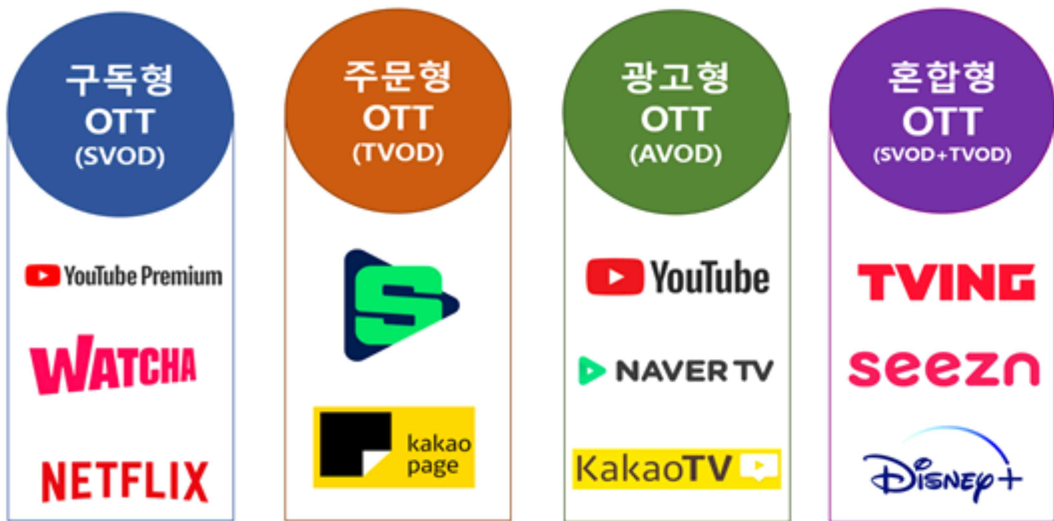 구독형
OTT
(SVOD)
YouTube Premium
WATCHA
NETFLIX
주문형
OTT
(TVOD)
S
kakao
page
광고형
OTT
(AVOD)
YouTube
NAVER TV
KakaoTV
혼합형
OTT
(SVOD+TVOD)
TVING
seezn
Disney+